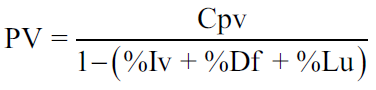 PV = Cpv / 1−(%Iv + %Df + %Lu)